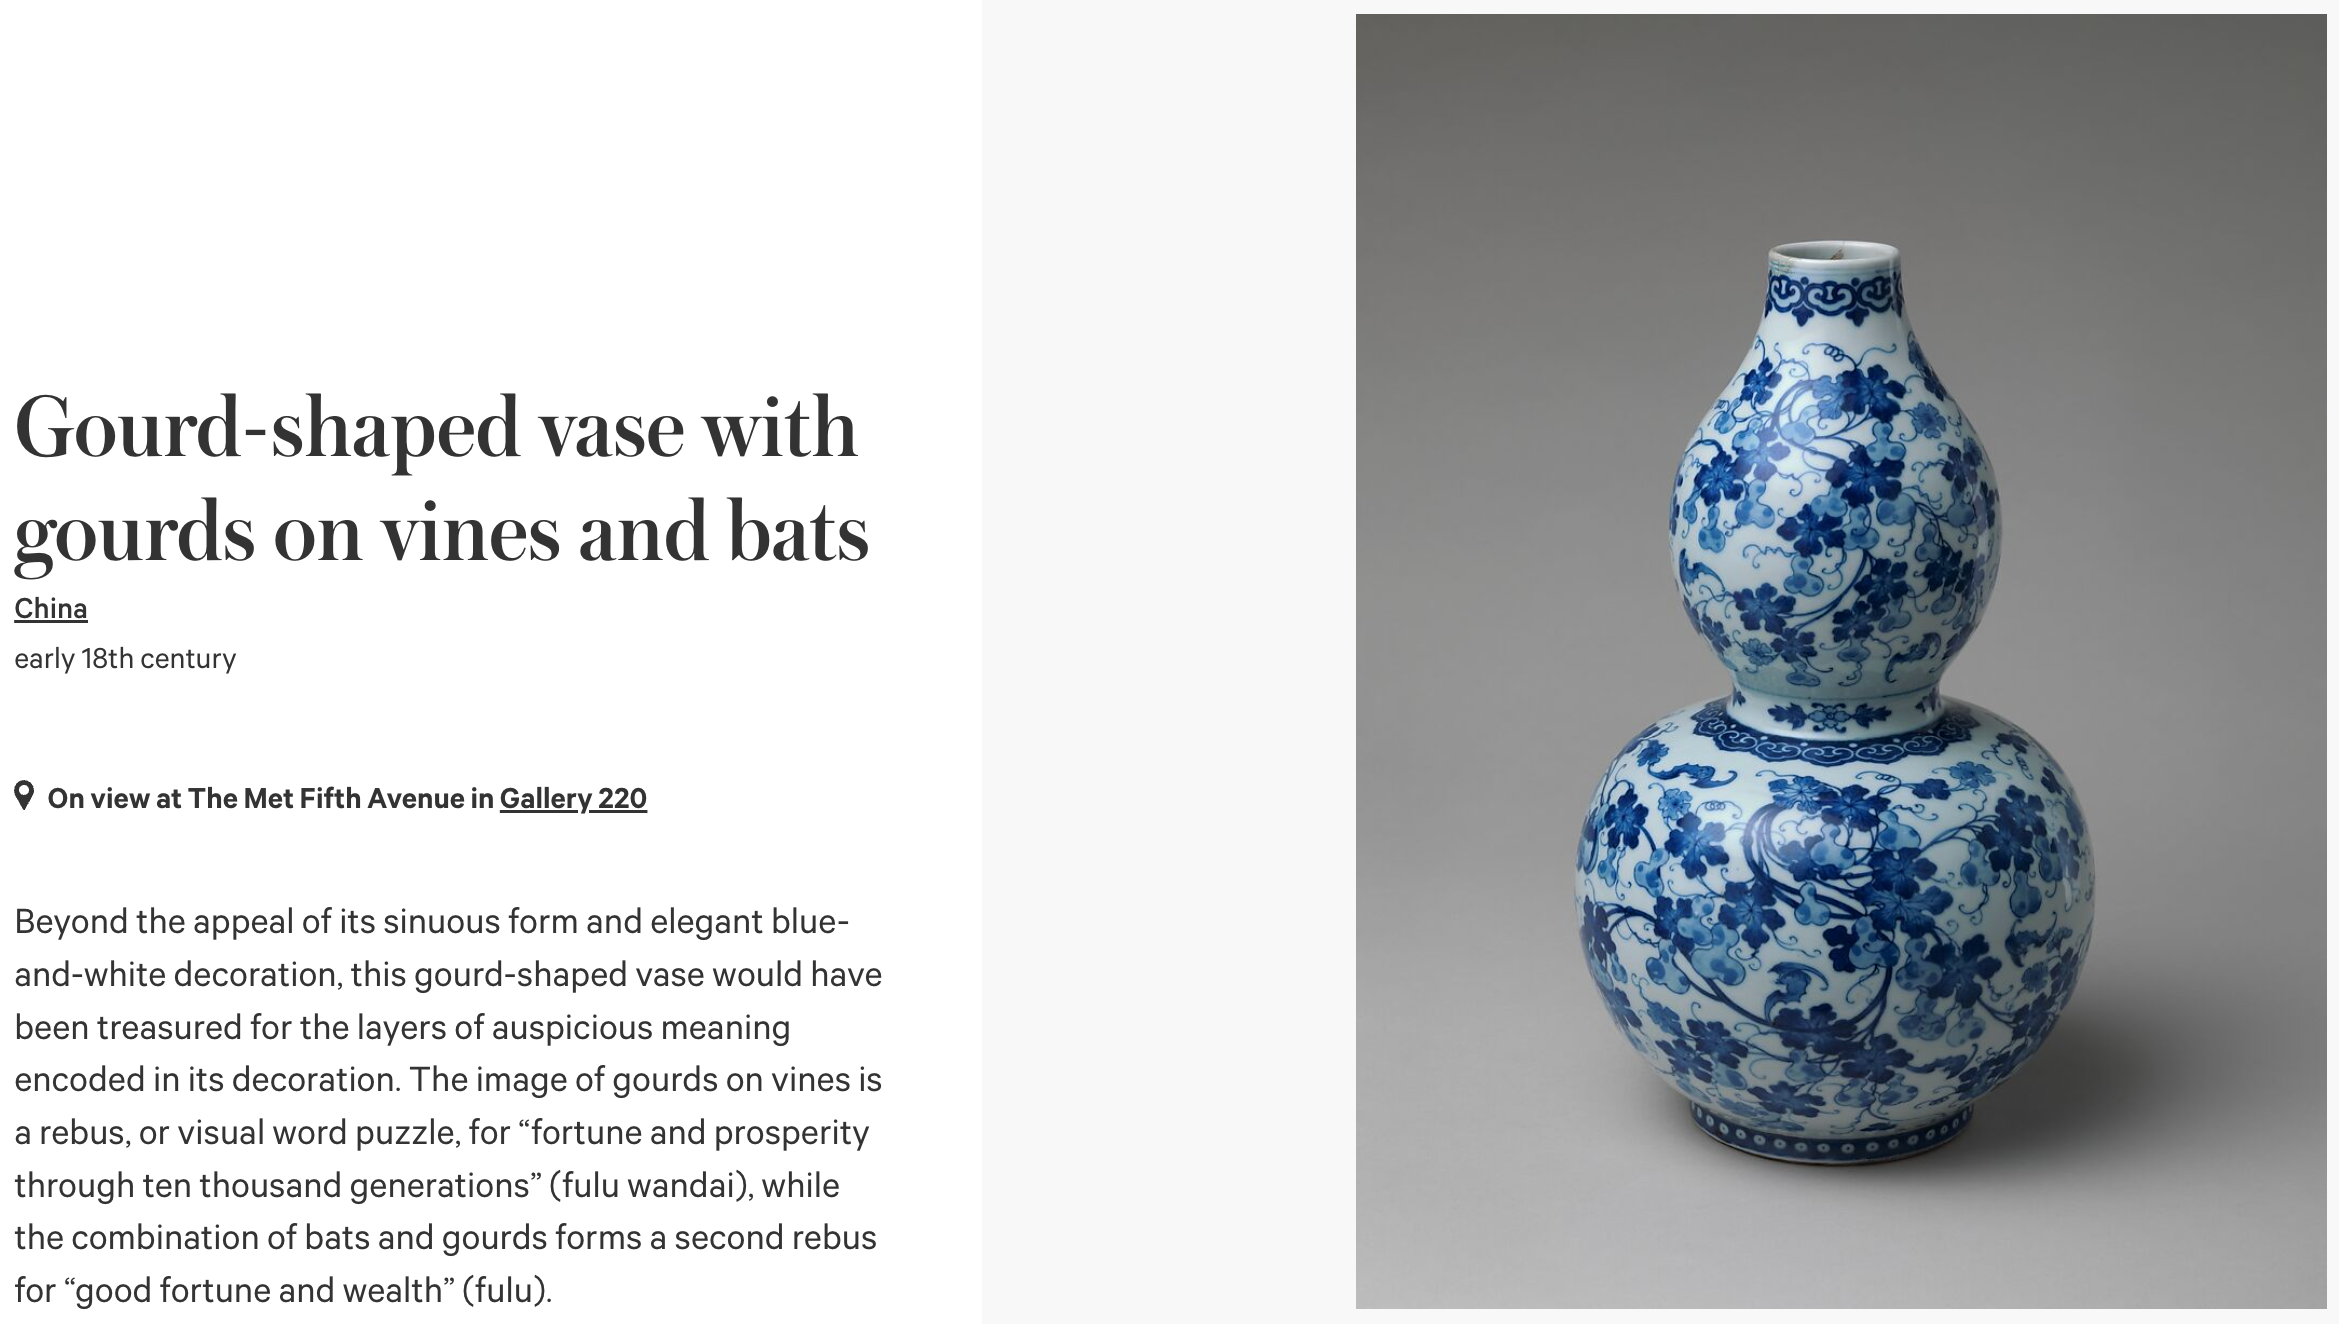 Gourd-shaped vase with
gourds on vines and bats
China
early 18th century
On view at The Met Fifth Avenue in Gallery 220
Beyond the appeal of its sinuous form and elegant blue-
and-white decoration, this gourd-shaped vase would have
been treasured for the layers of auspicious meaning
encoded in its decoration. The image of gourds on vines is
a rebus, or visual word puzzle, for “fortune and prosperity
through ten thousand generations” (fulu wandai), while
the combination of bats and gourds forms a second rebus
for “good fortune and wealth” (fulu).